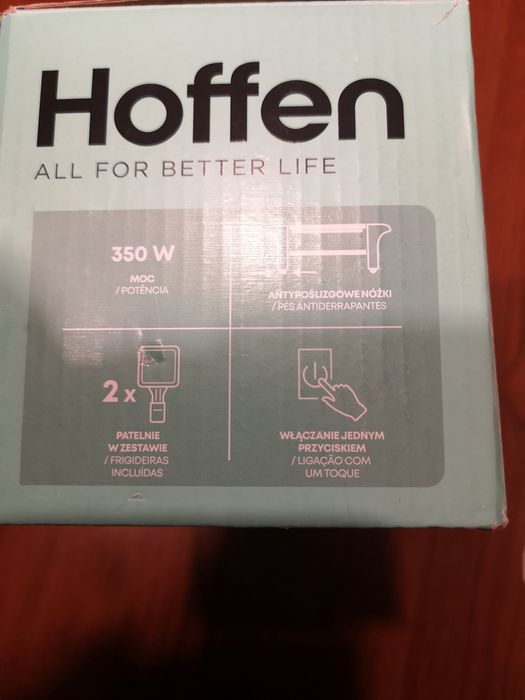 Hoffen
ALL FOR BETTER LIFE
350 W
MOC
/ POTÊNCIA
ANTYPOŚLIZGOWE NÓŻKI
/ PÉS ANTIDERRAPANTES
2 x
PATELNIE
W ZESTAWIE
/ FRIGIDEIRAS
INCLUÍDAS
WŁĄCZANIE JEDNYM
PRZYCISKIEM
/ LIGAÇÃO COM
UM TOQUE